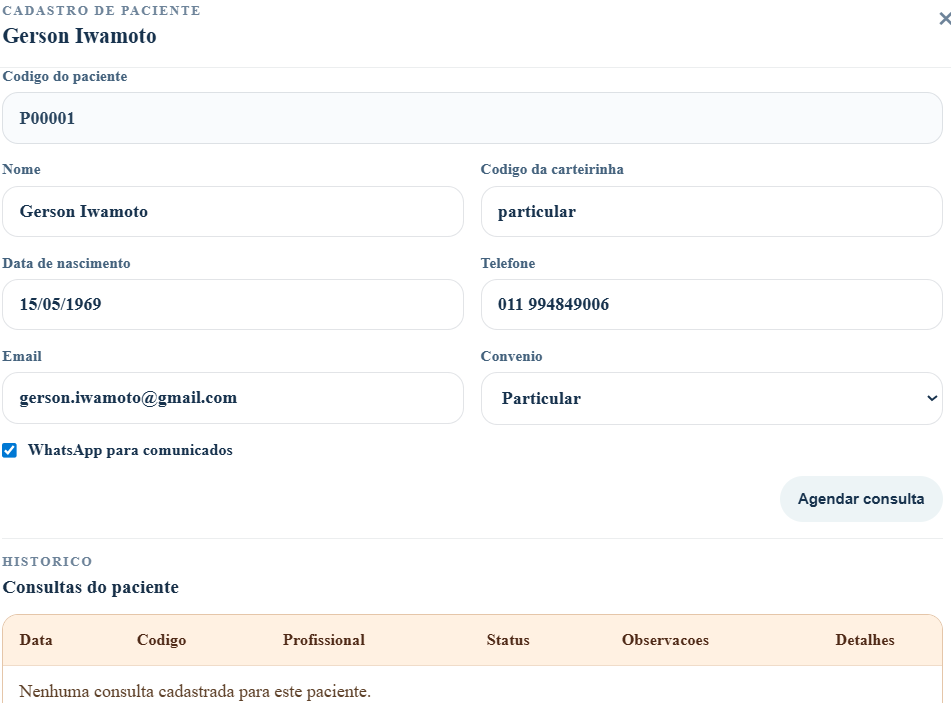 CADASTRO DE PACIENTE
Gerson Iwamoto
Codigo do paciente
P00001
Nome
Codigo da carteirinha
Gerson Iwamoto
particular
Data de nascimento
Telefone
15/05/1969
011 994849006
Email
Convenio
gerson.iwamoto@gmail.com
Particular
WhatsApp para comunicados
Agendar consulta
HISTORICO
Consultas do paciente
Data Codigo Profissional Status Observacoes Detalhes
Nenhuma consulta cadastrada para este paciente.